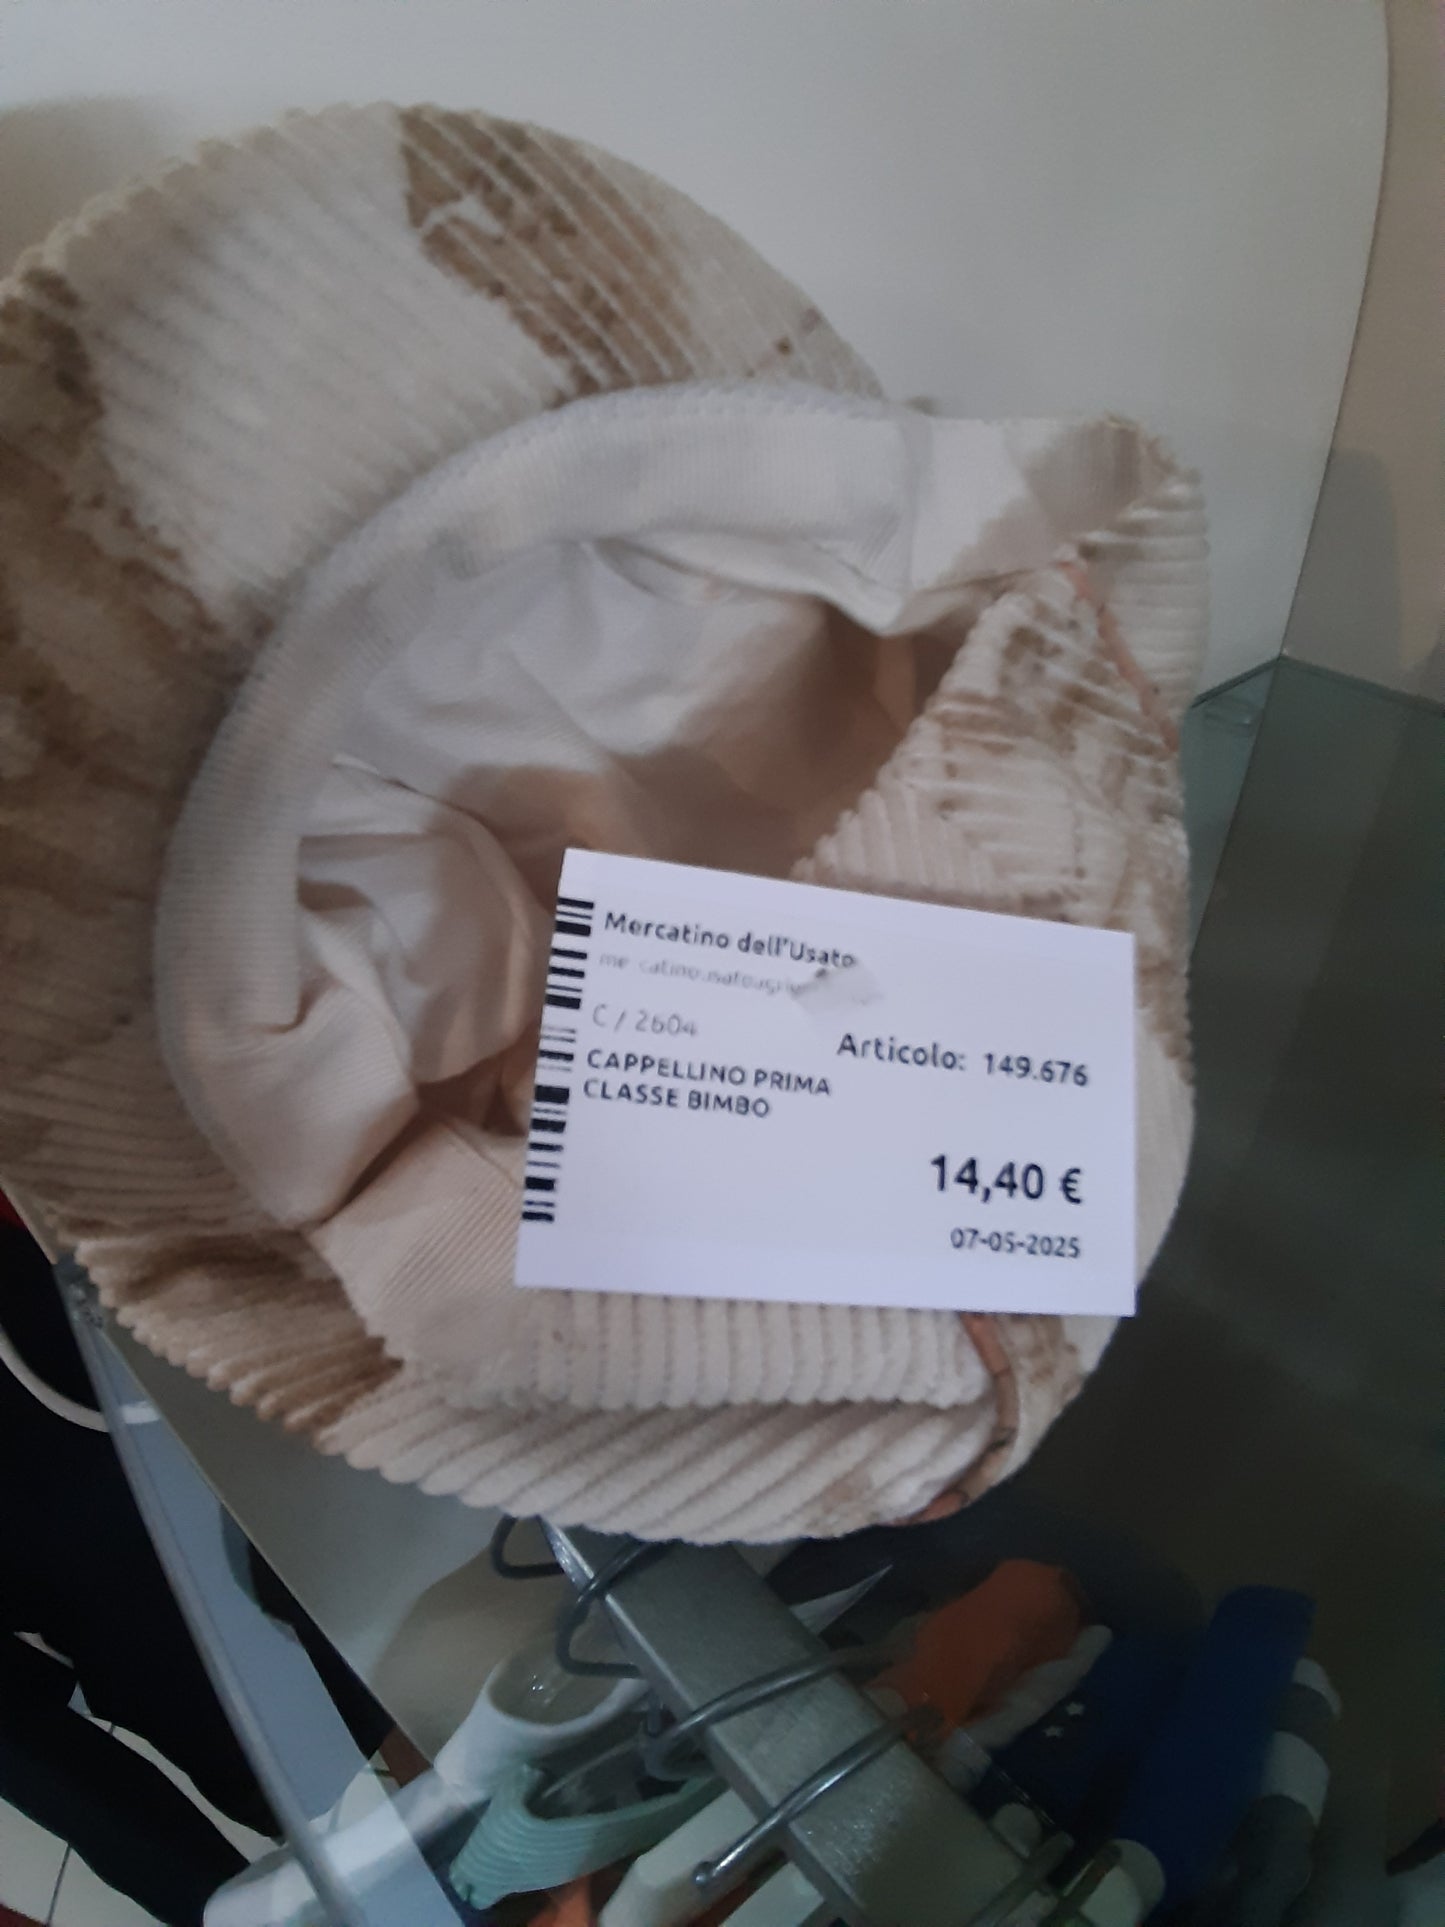 Mercatino dell'Usato
C / 2604
Articolo: 149.676
CAPPELLINO PRIMA
CLASSE BIMBO
14,40 €
07-05-2025